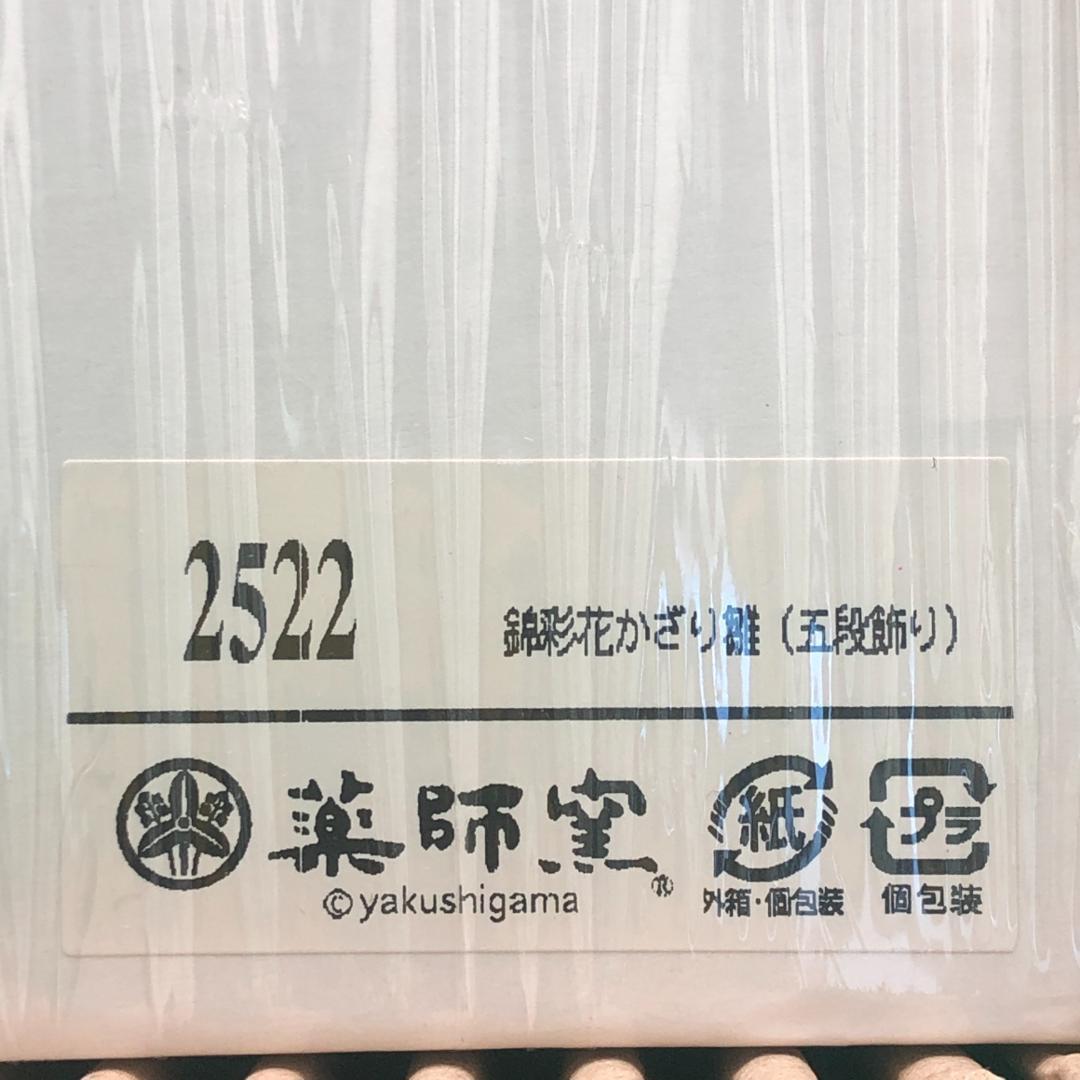 2522
錦彩花かざり雛（五段飾り）
薬師窯®
©yakushigama
紙
外箱・個包装
プラ
個包装